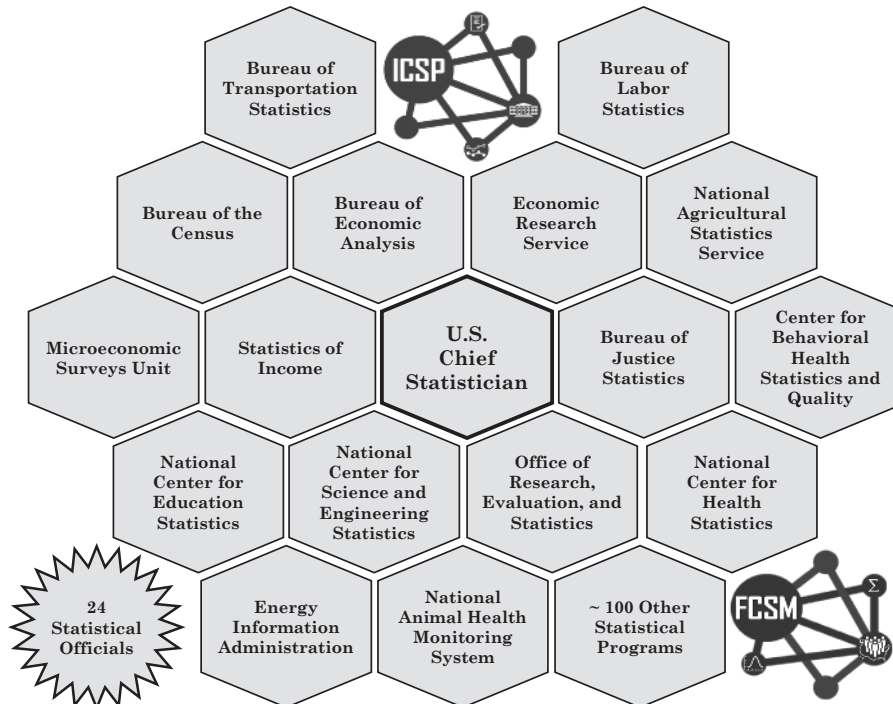 Bureau of
Transportation
Statistics
ICSP
Bureau of
Labor
Statistics
Bureau of the
Census
Bureau of
Economic
Analysis
Economic
Research
Service
National
Agricultural
Statistics
Service
Microeconomic
Surveys Unit
Statistics of
Income
U.S.
Chief
Statistician
Bureau of
Justice
Statistics
Center for
Behavioral
Health
Statistics and
Quality
National
Center for
Education
Statistics
National
Center for
Science and
Engineering
Statistics
Office of
Research,
Evaluation, and
Statistics
National
Center for
Health
Statistics
24
Statistical
Officials
Energy
Information
Administration
National
Animal Health
Monitoring
System
~ 100 Other
Statistical
Programs
FCSM
Σ